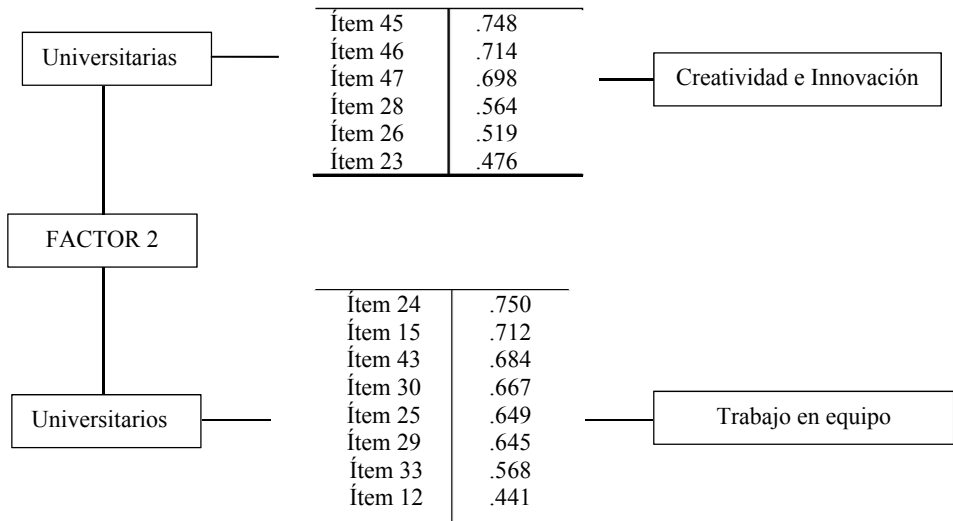 Universitarias
Ítem 45 .748
Ítem 46 .714
Ítem 47 .698
Ítem 28 .564
Ítem 26 .519
Ítem 23 .476
Creatividad e Innovación
FACTOR 2
Universitarios
Ítem 24 .750
Ítem 15 .712
Ítem 43 .684
Ítem 30 .667
Ítem 25 .649
Ítem 29 .645
Ítem 33 .568
Ítem 12 .441
Trabajo en equipo